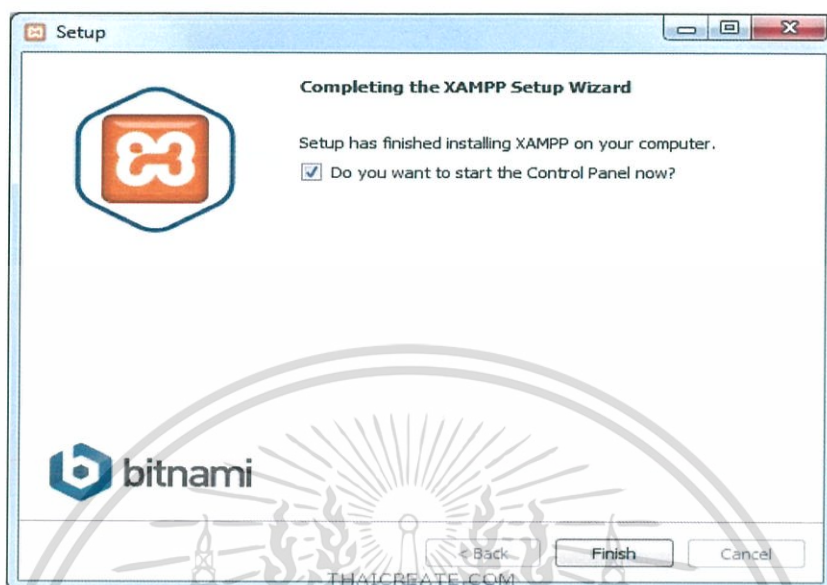 Setup
Completing the XAMPP Setup Wizard
Setup has finished installing XAMPP on your computer.
Do you want to start the Control Panel now?
bitnami
< Back
Finish
Cancel
THAICREATE.COM